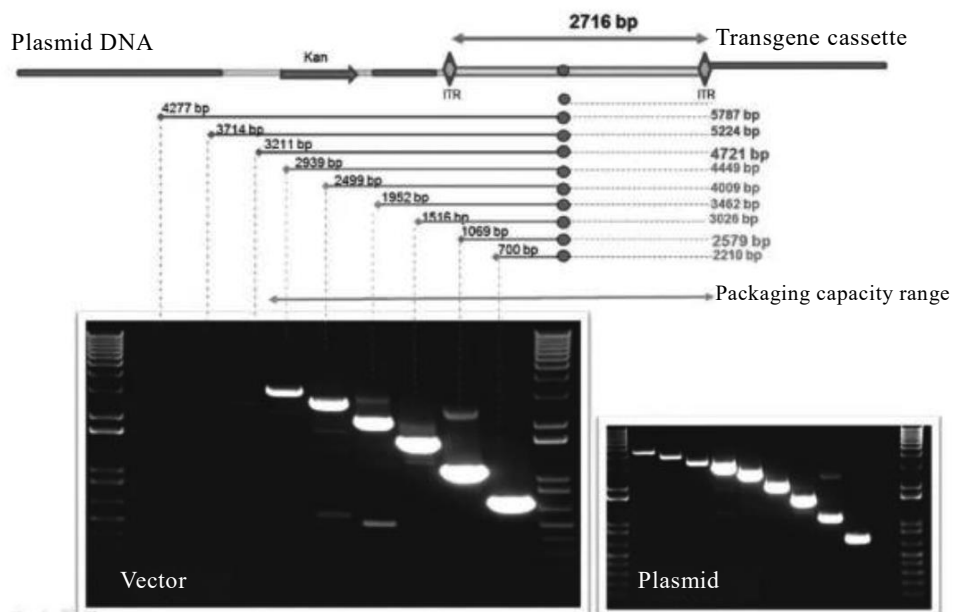 2716 bp
Plasmid DNA
Transgene cassette
Kan
ITR
ITR
4277 bp
5787 bp
3714 bp
5224 bp
3211 bp
4721 bp
2939 bp
4449 bp
2499 bp
4009 bp
1952 bp
3462 bp
1516 bp
3026 bp
1069 bp
2579 bp
700 bp
2210 bp
Packaging capacity range
Vector
Plasmid